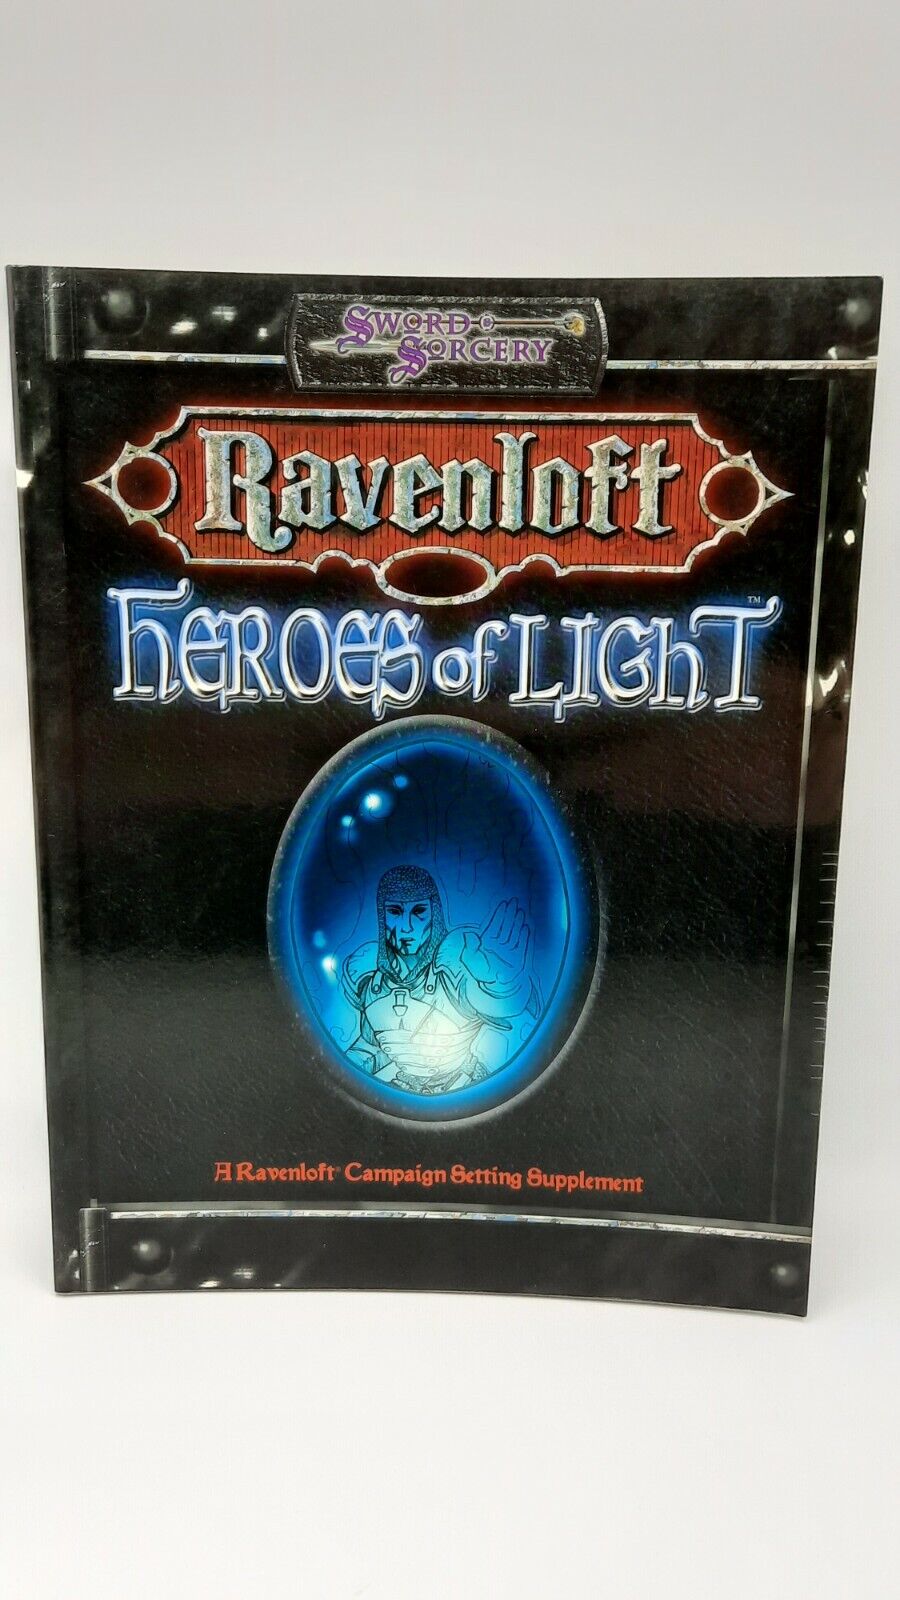 Sword &
Sorcery
Ravenloft
Heroes of Light™
A Ravenloft® Campaign Setting Supplement